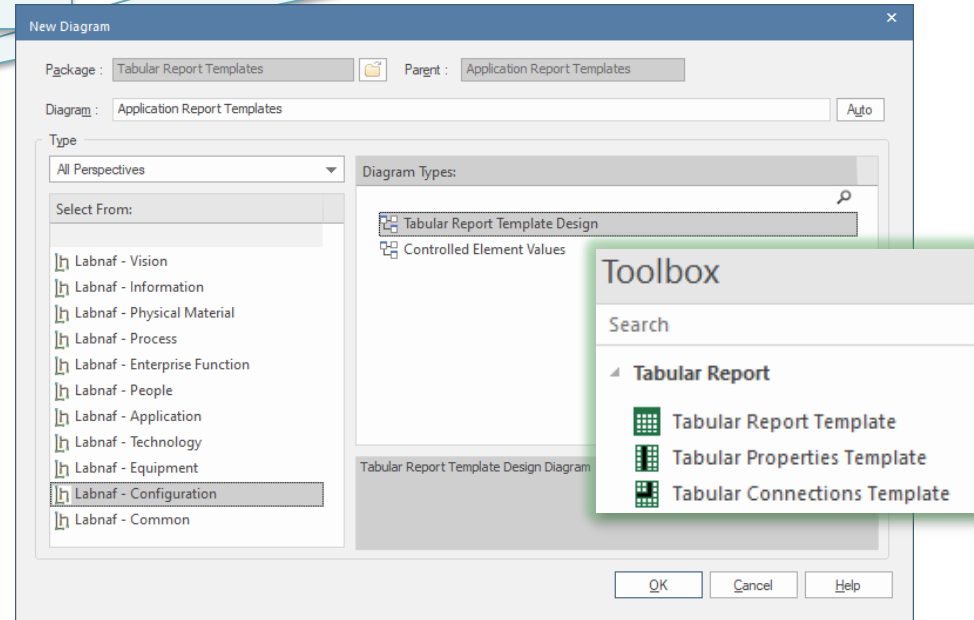 New Diagram
Package : Tabular Report Templates Parent : Application Report Templates
Diagram : Application Report Templates Auto
Type
All Perspectives
Select From:
Labnaf - Vision
Labnaf - Information
Labnaf - Physical Material
Labnaf - Process
Labnaf - Enterprise Function
Labnaf - People
Labnaf - Application
Labnaf - Technology
Labnaf - Equipment
Labnaf - Configuration
Labnaf - Common
Diagram Types:
Tabular Report Template Design
Controlled Element Values
Tabular Report Template Design Diagram
Toolbox
Search
Tabular Report
Tabular Report Template
Tabular Properties Template
Tabular Connections Template
OK Cancel Help